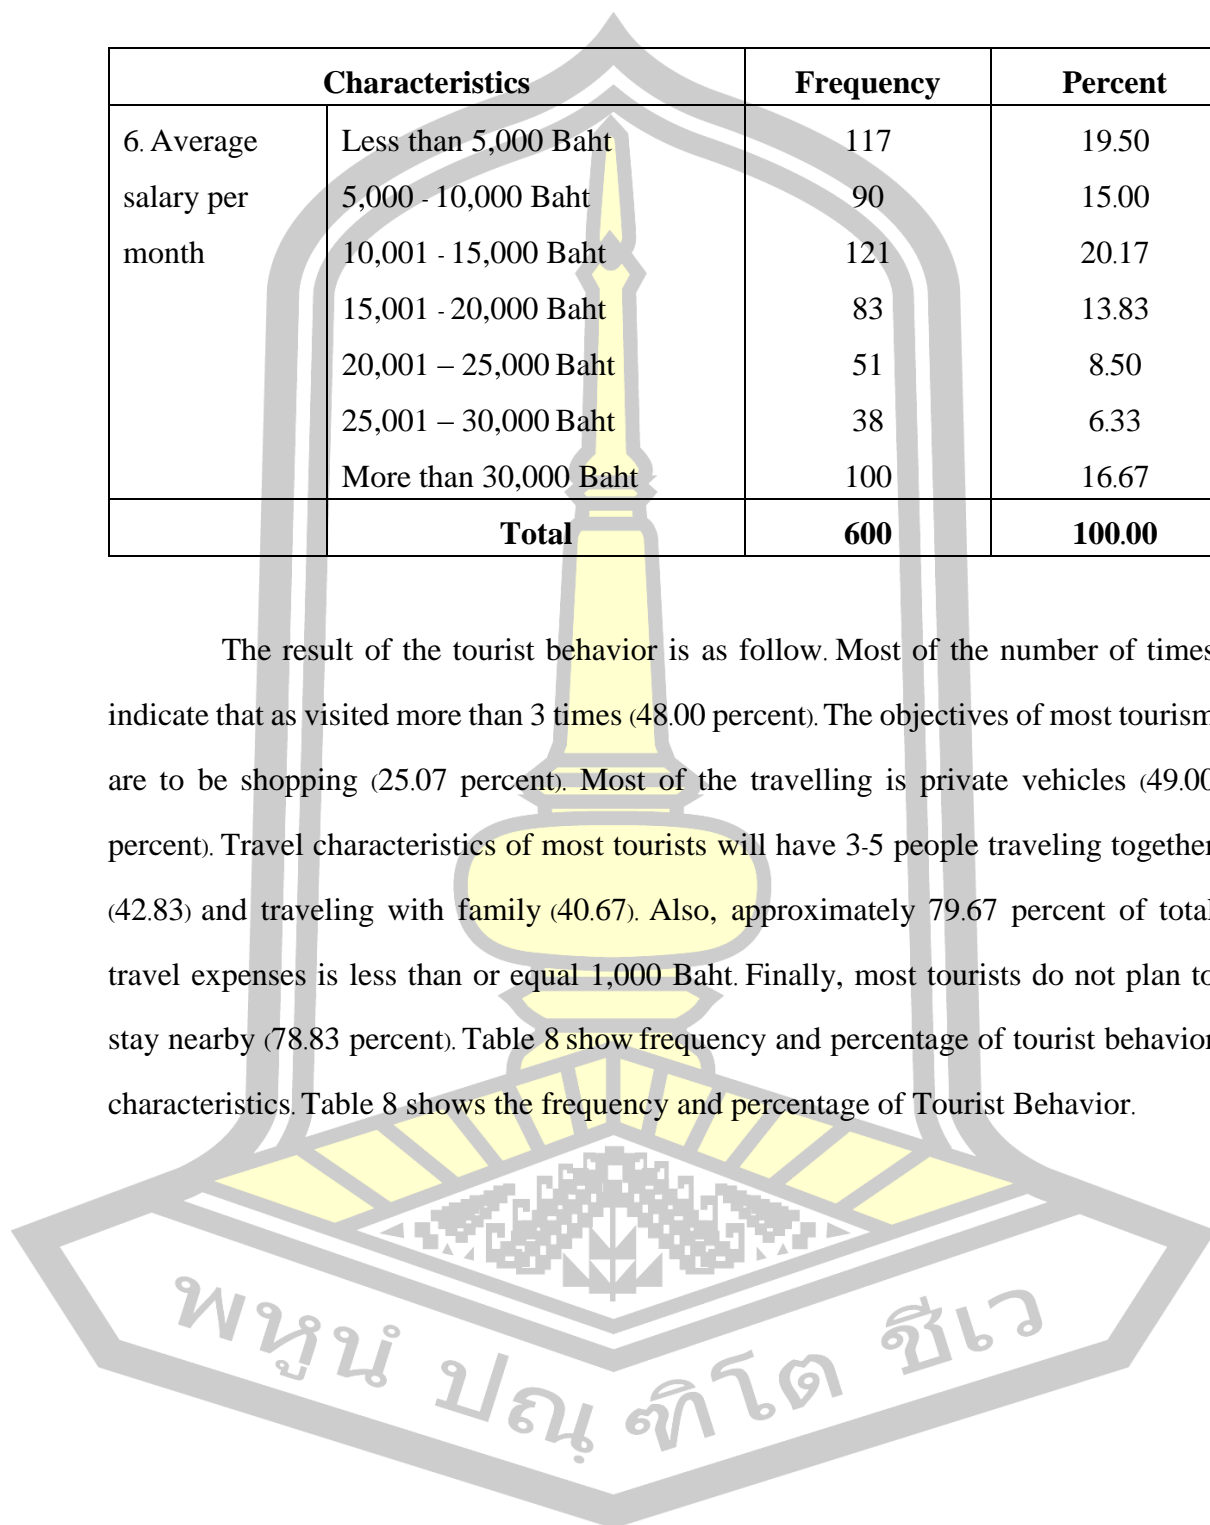 Characteristics Frequency Percent
6. Average Less than 5,000 Baht 117 19.50
salary per 5,000 - 10,000 Baht 90 15.00
month 10,001 - 15,000 Baht 121 20.17
15,001 - 20,000 Baht 83 13.83
20,001 – 25,000 Baht 51 8.50
25,001 – 30,000 Baht 38 6.33
More than 30,000 Baht 100 16.67
Total 600 100.00
The result of the tourist behavior is as follow. Most of the number of times
indicate that as visited more than 3 times (48.00 percent). The objectives of most tourism
are to be shopping (25.07 percent). Most of the travelling is private vehicles (49.00
percent). Travel characteristics of most tourists will have 3-5 people traveling together
(42.83) and traveling with family (40.67). Also, approximately 79.67 percent of total
travel expenses is less than or equal 1,000 Baht. Finally, most tourists do not plan to
stay nearby (78.83 percent). Table 8 show frequency and percentage of tourist behavior
characteristics. Table 8 shows the frequency and percentage of Tourist Behavior.
พหูนํ ปณฺฑิโต ชีเว